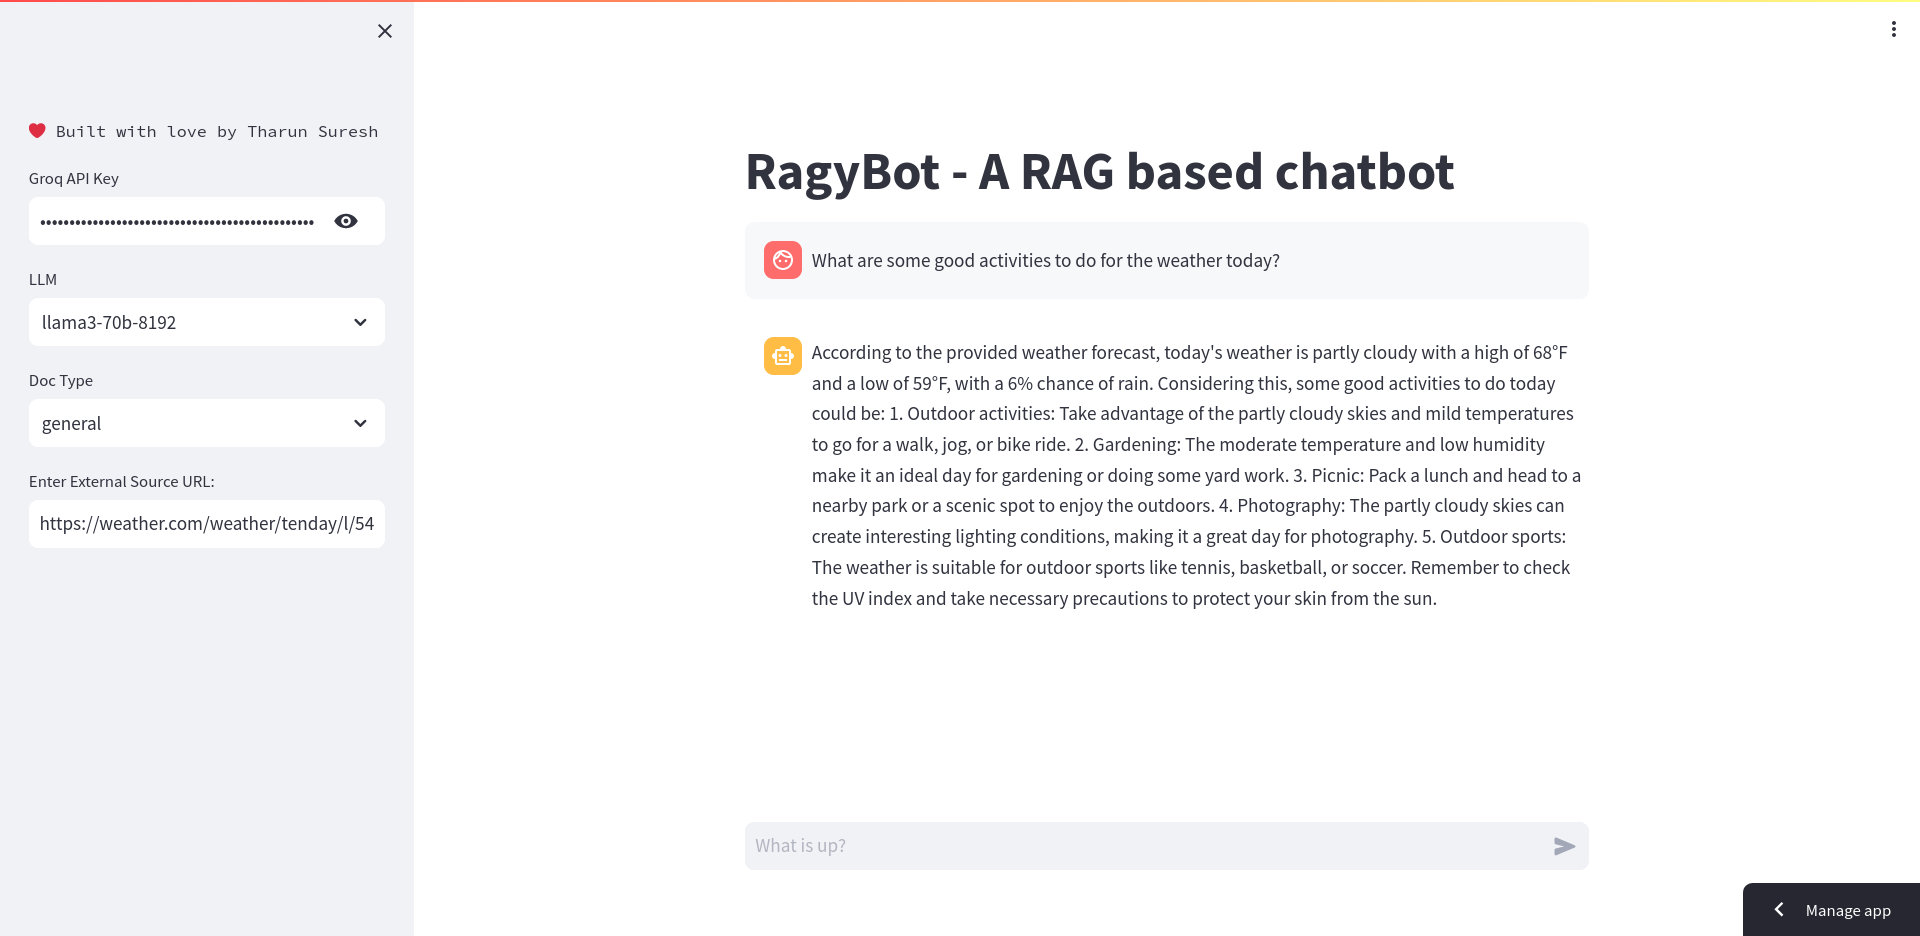 ❤️ Built with love by Tharun Suresh
Groq API Key
LLM
llama3-70b-8192
Doc Type
general
Enter External Source URL:
https://weather.com/weather/tenday/l/54
RagyBot - A RAG based chatbot
What are some good activities to do for the weather today?
According to the provided weather forecast, today's weather is partly cloudy with a high of 68°F
and a low of 59°F, with a 6% chance of rain. Considering this, some good activities to do today
could be: 1. Outdoor activities: Take advantage of the partly cloudy skies and mild temperatures
to go for a walk, jog, or bike ride. 2. Gardening: The moderate temperature and low humidity
make it an ideal day for gardening or doing some yard work. 3. Picnic: Pack a lunch and head to a
nearby park or a scenic spot to enjoy the outdoors. 4. Photography: The partly cloudy skies can
create interesting lighting conditions, making it a great day for photography. 5. Outdoor sports:
The weather is suitable for outdoor sports like tennis, basketball, or soccer. Remember to check
the UV index and take necessary precautions to protect your skin from the sun.
What is up?
Manage app